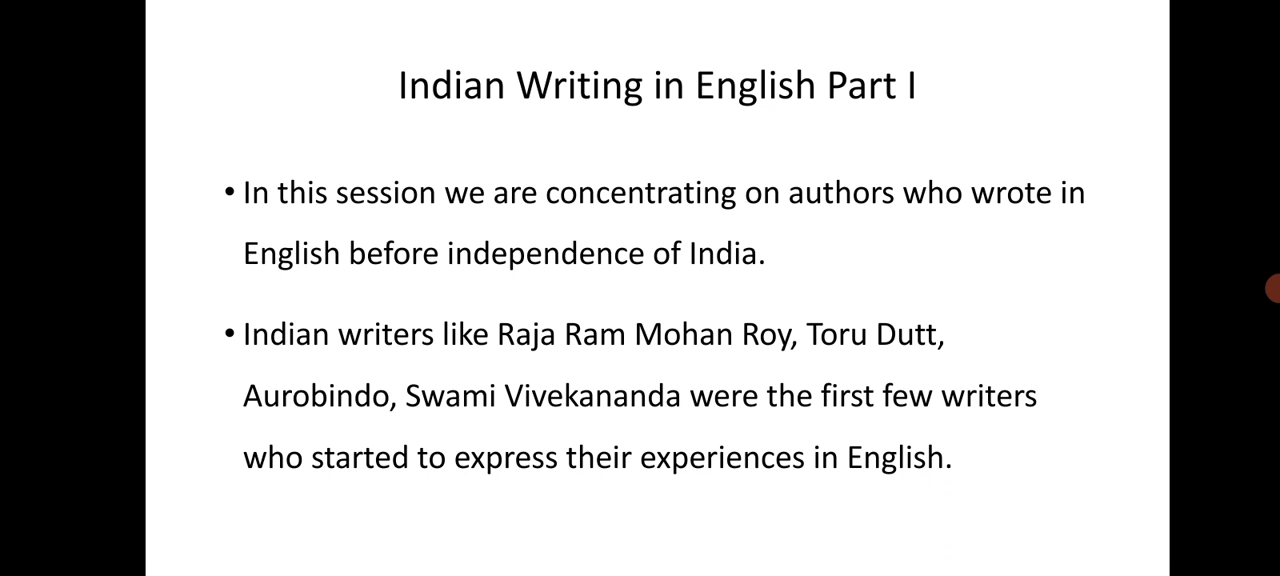 Indian Writing in English Part I
• In this session we are concentrating on authors who wrote in
English before independence of India.
• Indian writers like Raja Ram Mohan Roy, Toru Dutt,
Aurobindo, Swami Vivekananda were the first few writers
who started to express their experiences in English.